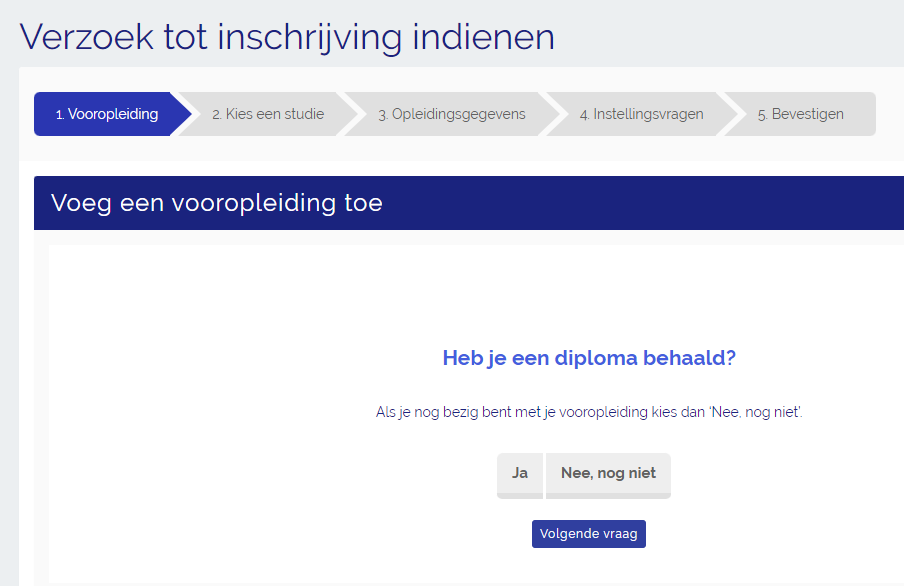 Verzoek tot inschrijving indienen
1. Vooropleiding
2. Kies een studie
3. Opleidingsgegevens
4. Instellingsvragen
5. Bevestigen
Voeg een vooropleiding toe
Heb je een diploma behaald?
Als je nog bezig bent met je vooropleiding kies dan ‘Nee, nog niet’.
Ja
Nee, nog niet
Volgende vraag